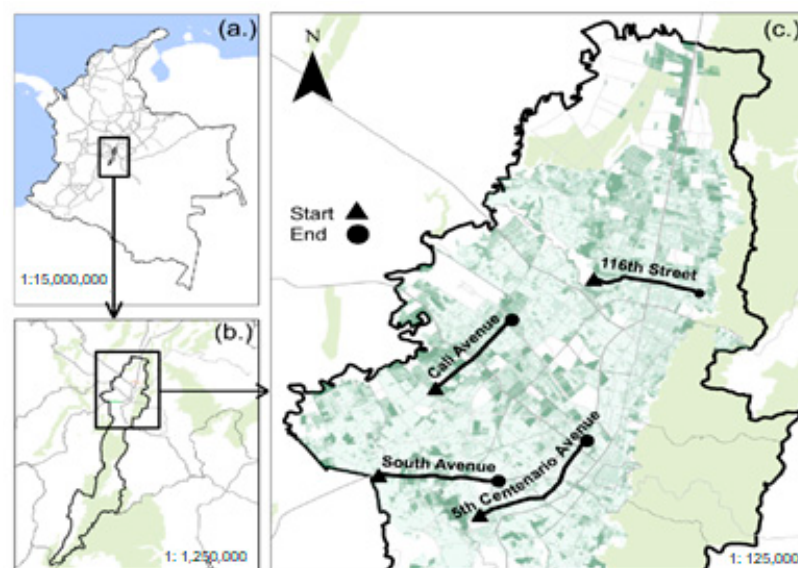 (a.)
1:15,000,000
(b.)
1: 1,250,000
(c.)
N
Start
End
116th Street
Cali Avenue
South Avenue
5th Centenario Avenue
1: 125,000